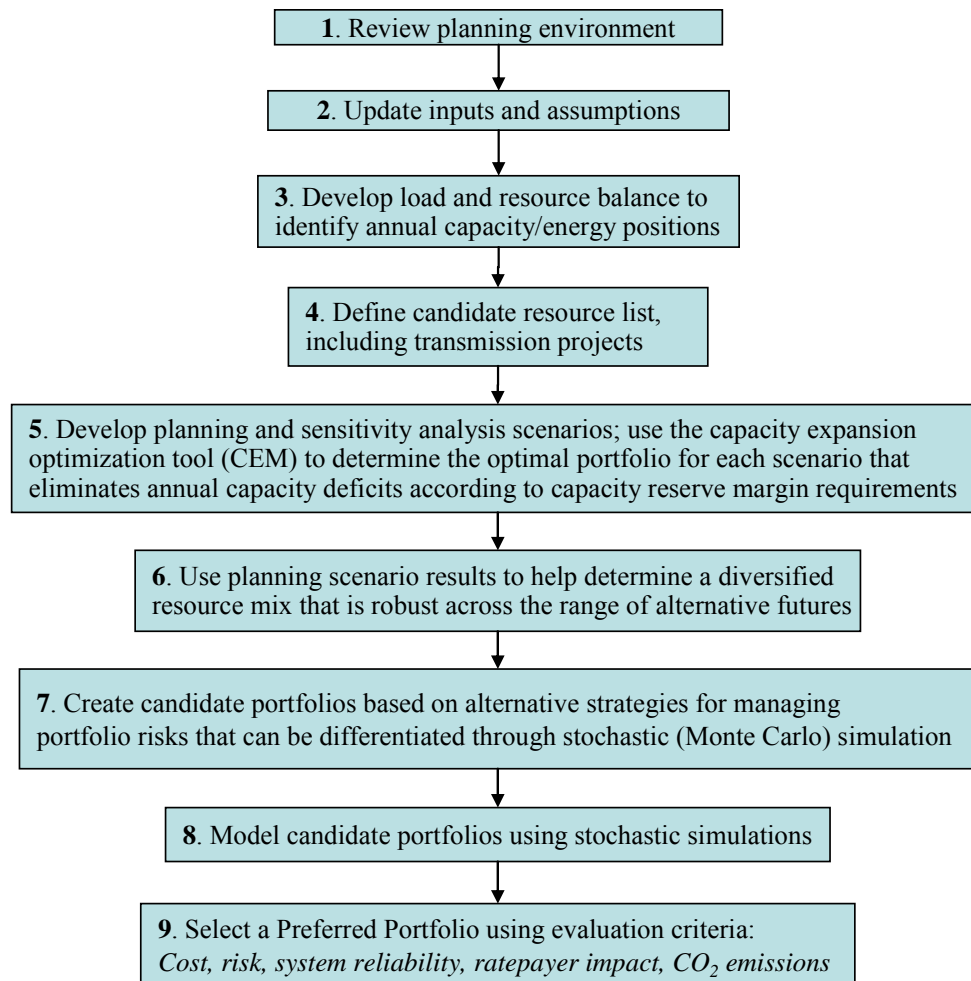 1. Review planning environment
2. Update inputs and assumptions
3. Develop load and resource balance to
identify annual capacity/energy positions
4. Define candidate resource list,
including transmission projects
5. Develop planning and sensitivity analysis scenarios; use the capacity expansion
optimization tool (CEM) to determine the optimal portfolio for each scenario that
eliminates annual capacity deficits according to capacity reserve margin requirements
6. Use planning scenario results to help determine a diversified
resource mix that is robust across the range of alternative futures
7. Create candidate portfolios based on alternative strategies for managing
portfolio risks that can be differentiated through stochastic (Monte Carlo) simulation
8. Model candidate portfolios using stochastic simulations
9. Select a Preferred Portfolio using evaluation criteria:
Cost, risk, system reliability, ratepayer impact, CO₂ emissions